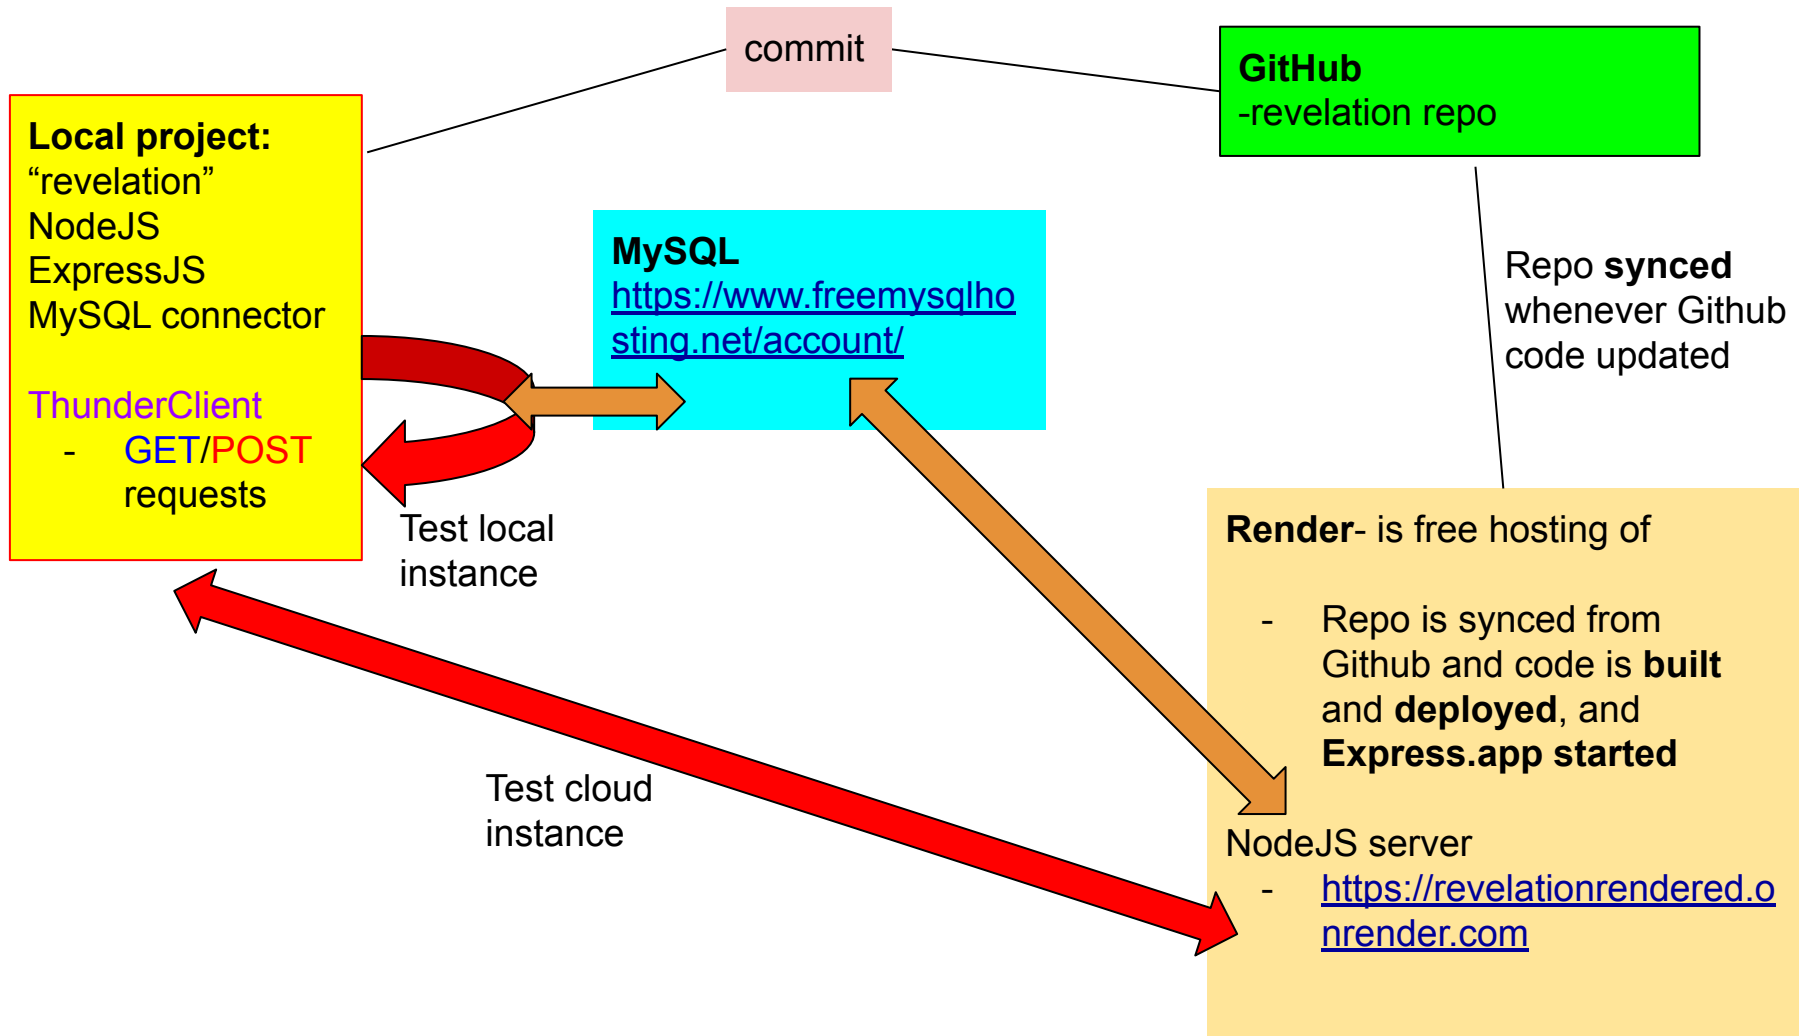 commit
GitHub
-revelation repo
Local project:
“revelation”
NodeJS
ExpressJS
MySQL connector
ThunderClient
- GET/POST
requests
MySQL
https://www.freemysqlho
sting.net/account/
Repo synced
whenever Github
code updated
Test local
instance
Test cloud
instance
Render- is free hosting of
- Repo is synced from
Github and code is built
and deployed, and
Express.app started
NodeJS server
- https://revelationrendered.o
nrender.com